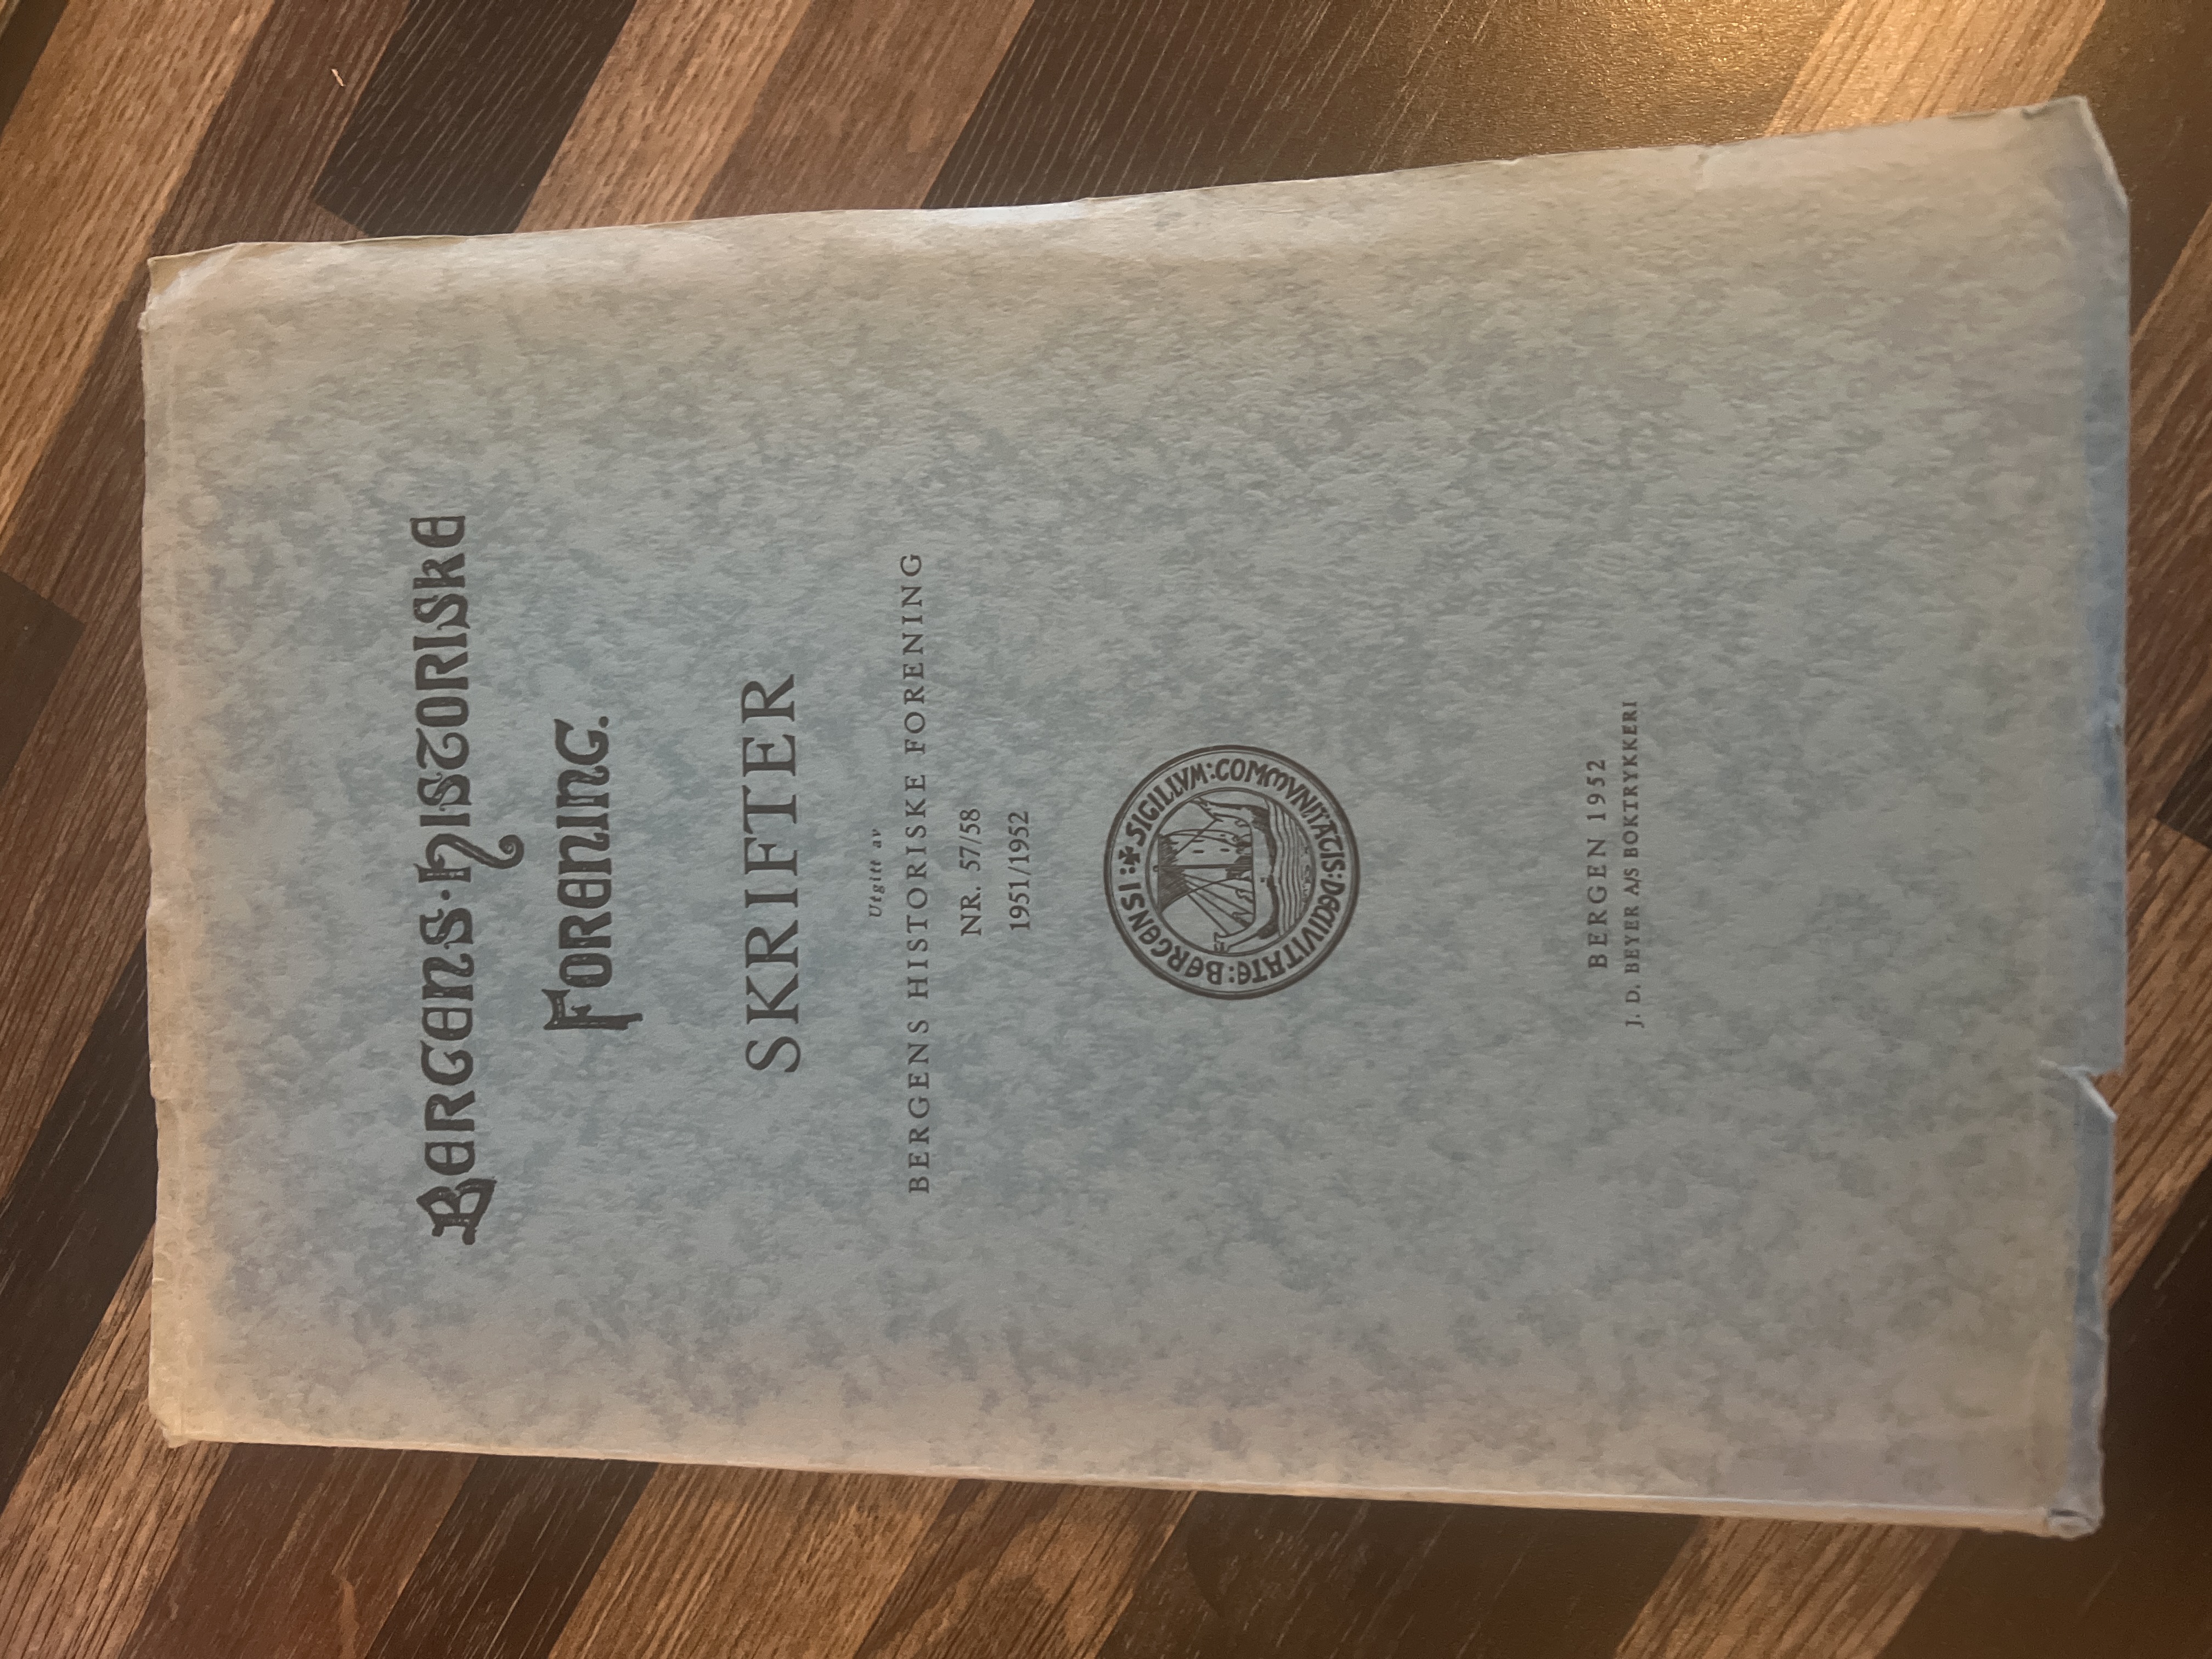 Bergens Historiske
Forening.
SKRIFTER
Utgitt av
BERGENS HISTORISKE FORENING
NR. 57/58
1951/1952
✠ SIGILLVM: COMMVNITATIS: DE CIVITATE: BERGENSI:
BERGEN 1952
J. D. BEYER A/S BOKTRYKKERI